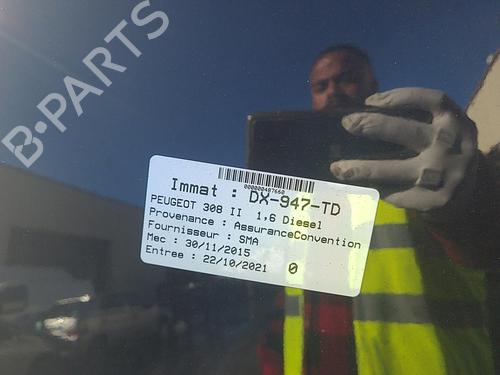 B-PARTS
000000487660
Immat : DX-947-TD
PEUGEOT 308 II 1.6 Diesel
Provenance : AssuranceConvention
Fournisseur : SMA
Mec : 30/11/2015
Entree : 22/10/2021 0